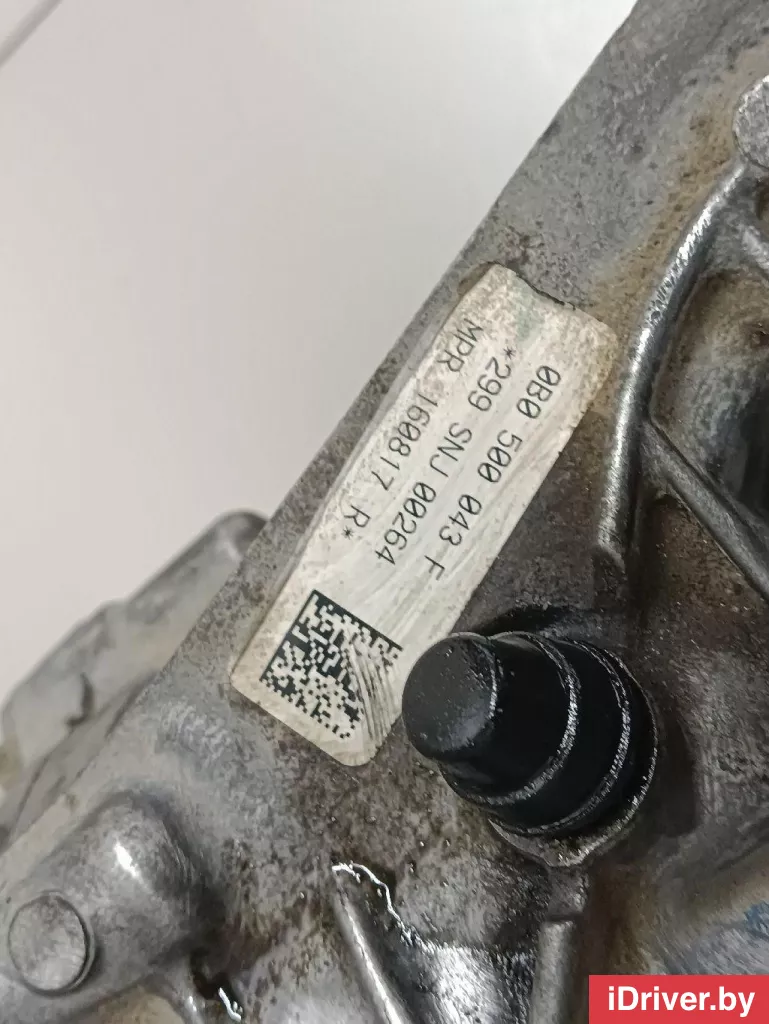 0B0 500 043 F
*299 SNJ 00264
MPR 160817 R*
iDriver.by